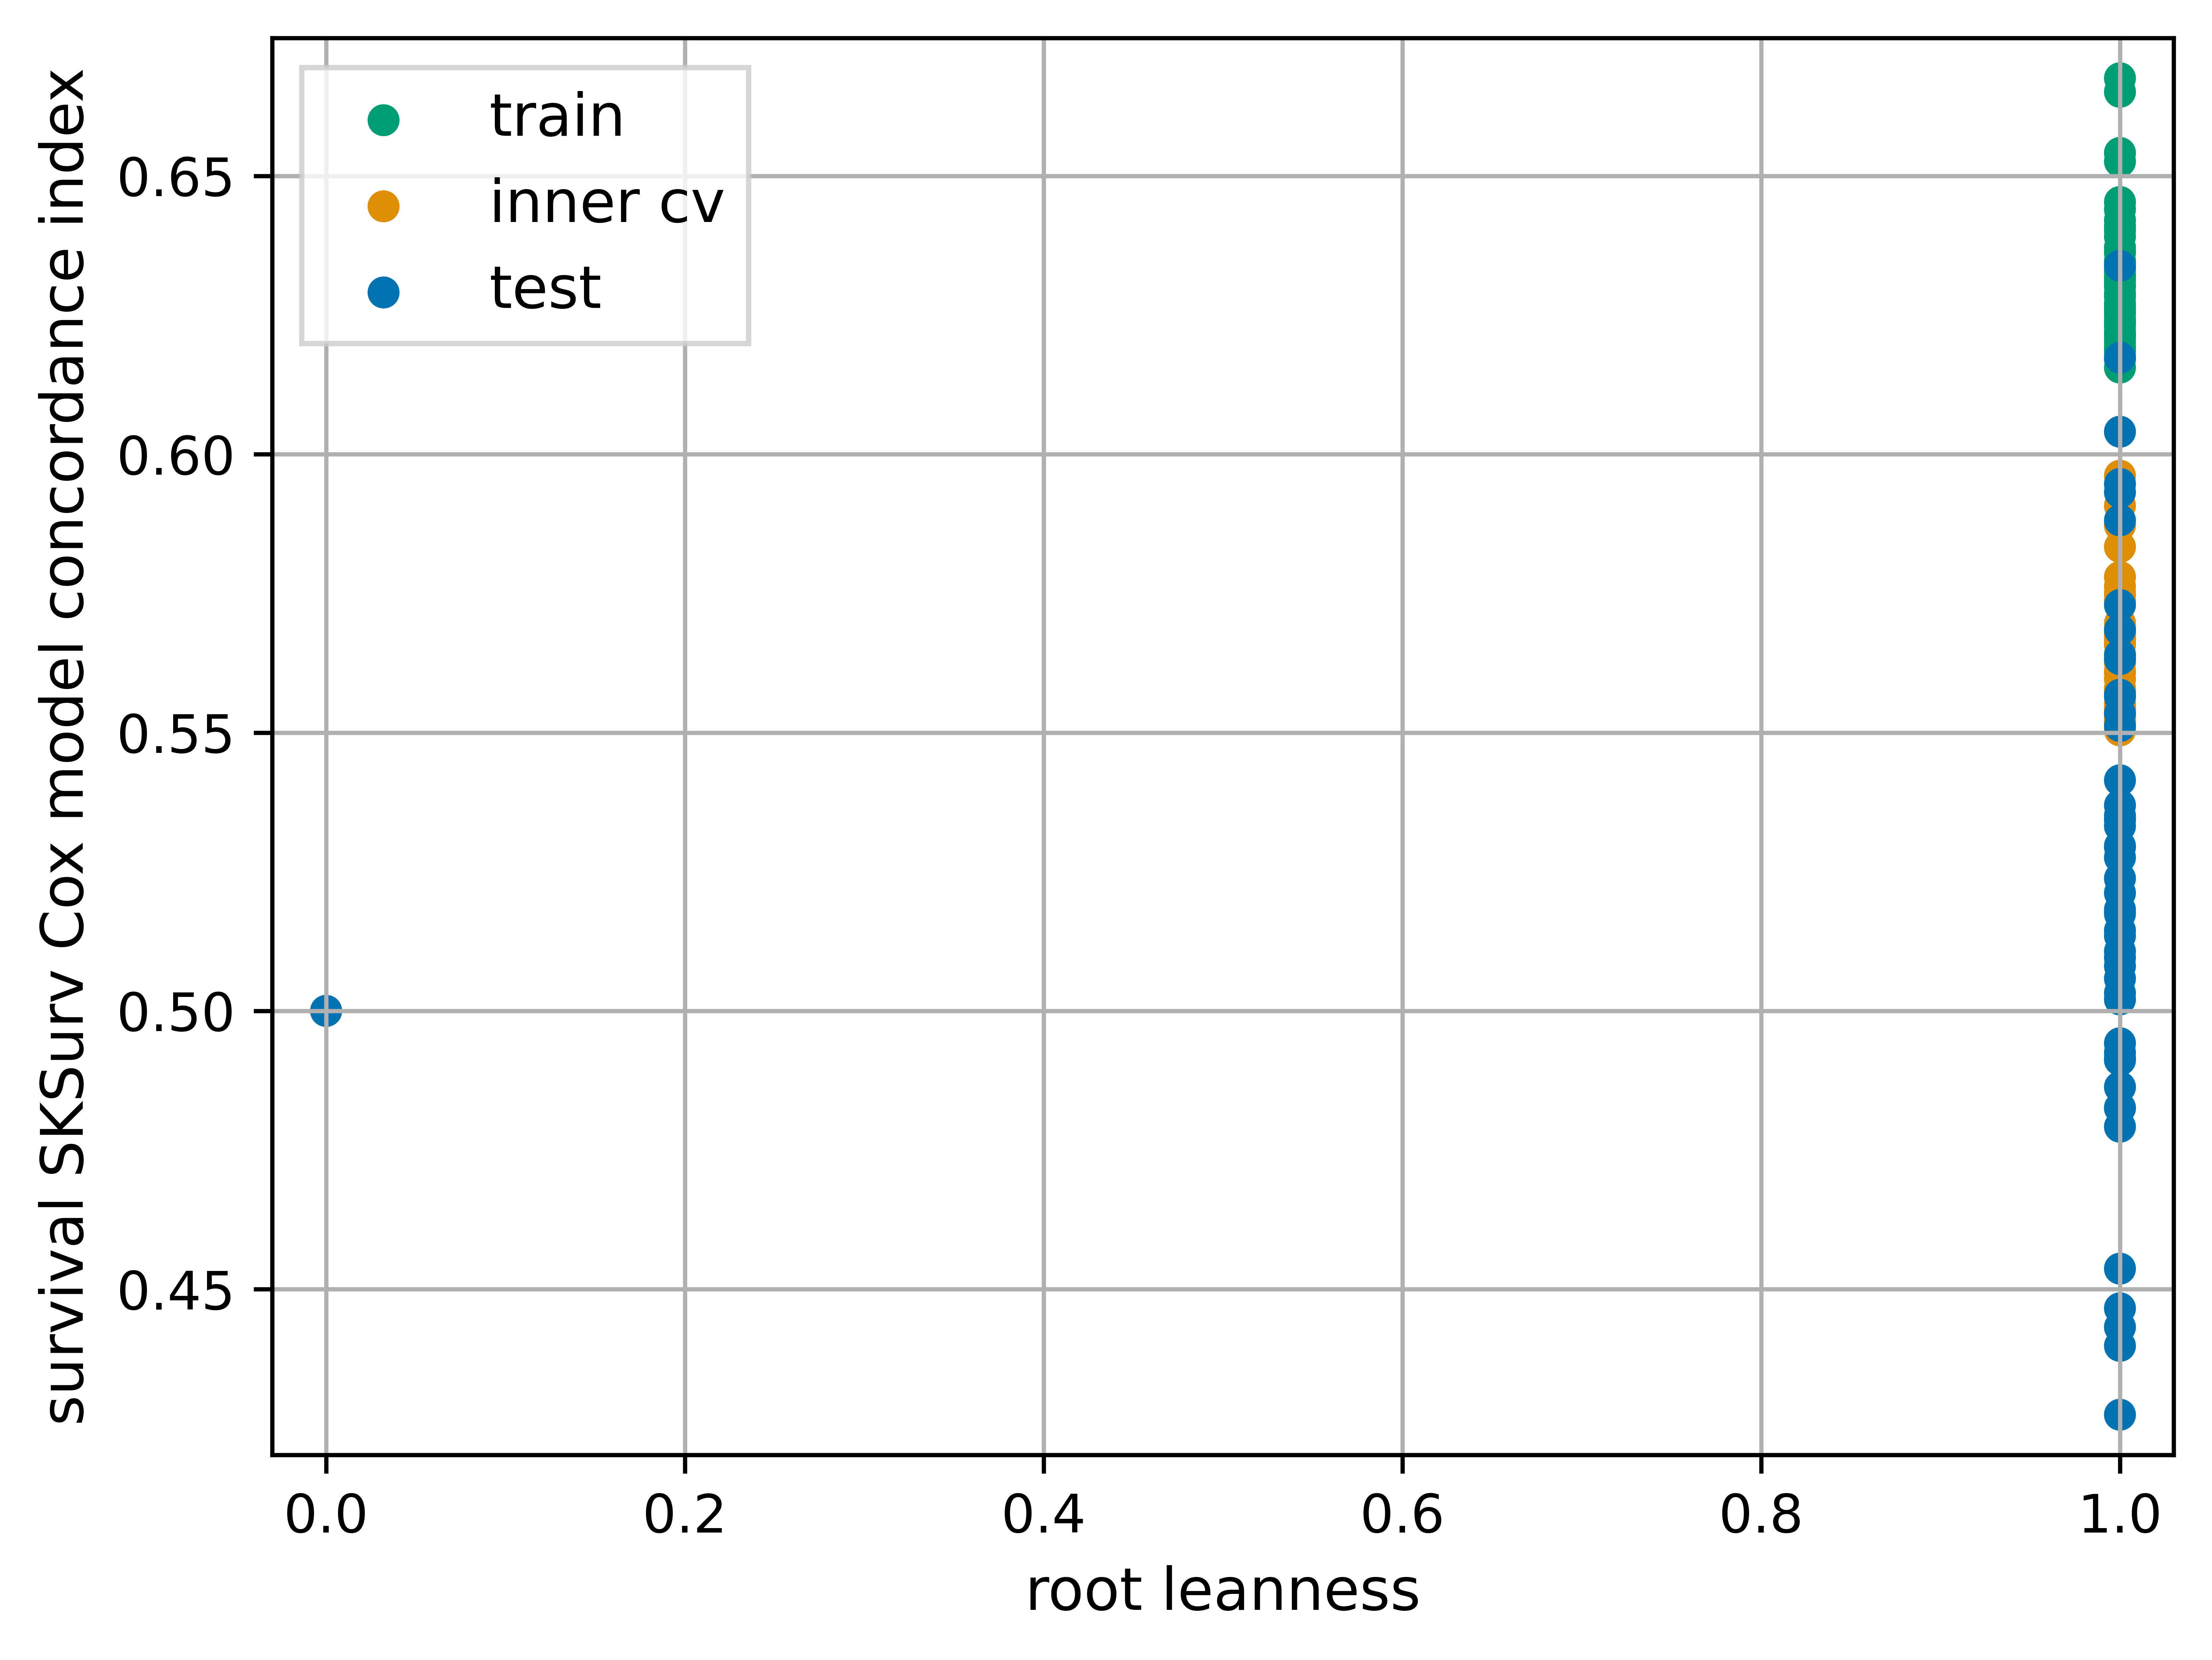 survival SKSurv Cox model concordance index
train
inner cv
test
0.65
0.60
0.55
0.50
0.45
0.0 0.2 0.4 0.6 0.8 1.0
root leanness